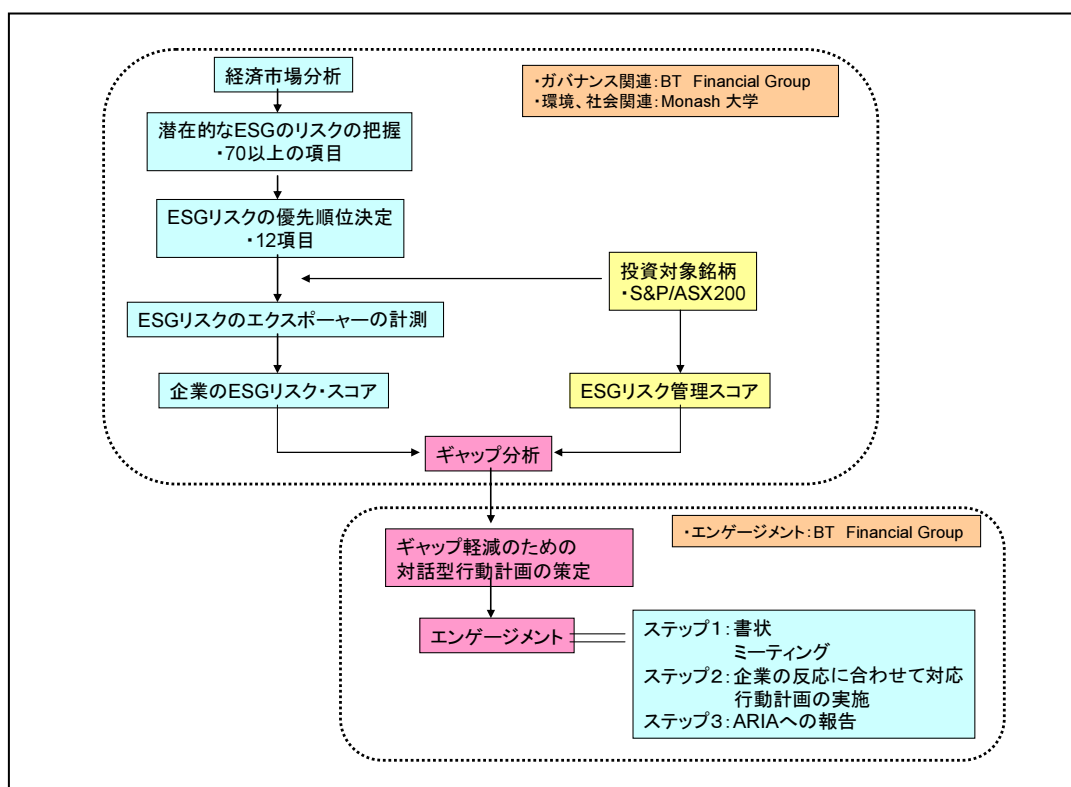 経済市場分析
・ガバナンス関連：BT Financial Group
・環境、社会関連：Monash 大学
潜在的なESGのリスクの把握
・70以上の項目
ESGリスクの優先順位決定
・12項目
投資対象銘柄
・S&P/ASX200
ESGリスクのエクスポーャーの計測
企業のESGリスク・スコア
ESGリスク管理スコア
ギャップ分析
・エンゲージメント：BT Financial Group
ギャップ軽減のための
対話型行動計画の策定
エンゲージメント
ステップ１：書状
ミーティング
ステップ２：企業の反応に合わせて対応
行動計画の実施
ステップ３：ARIAへの報告